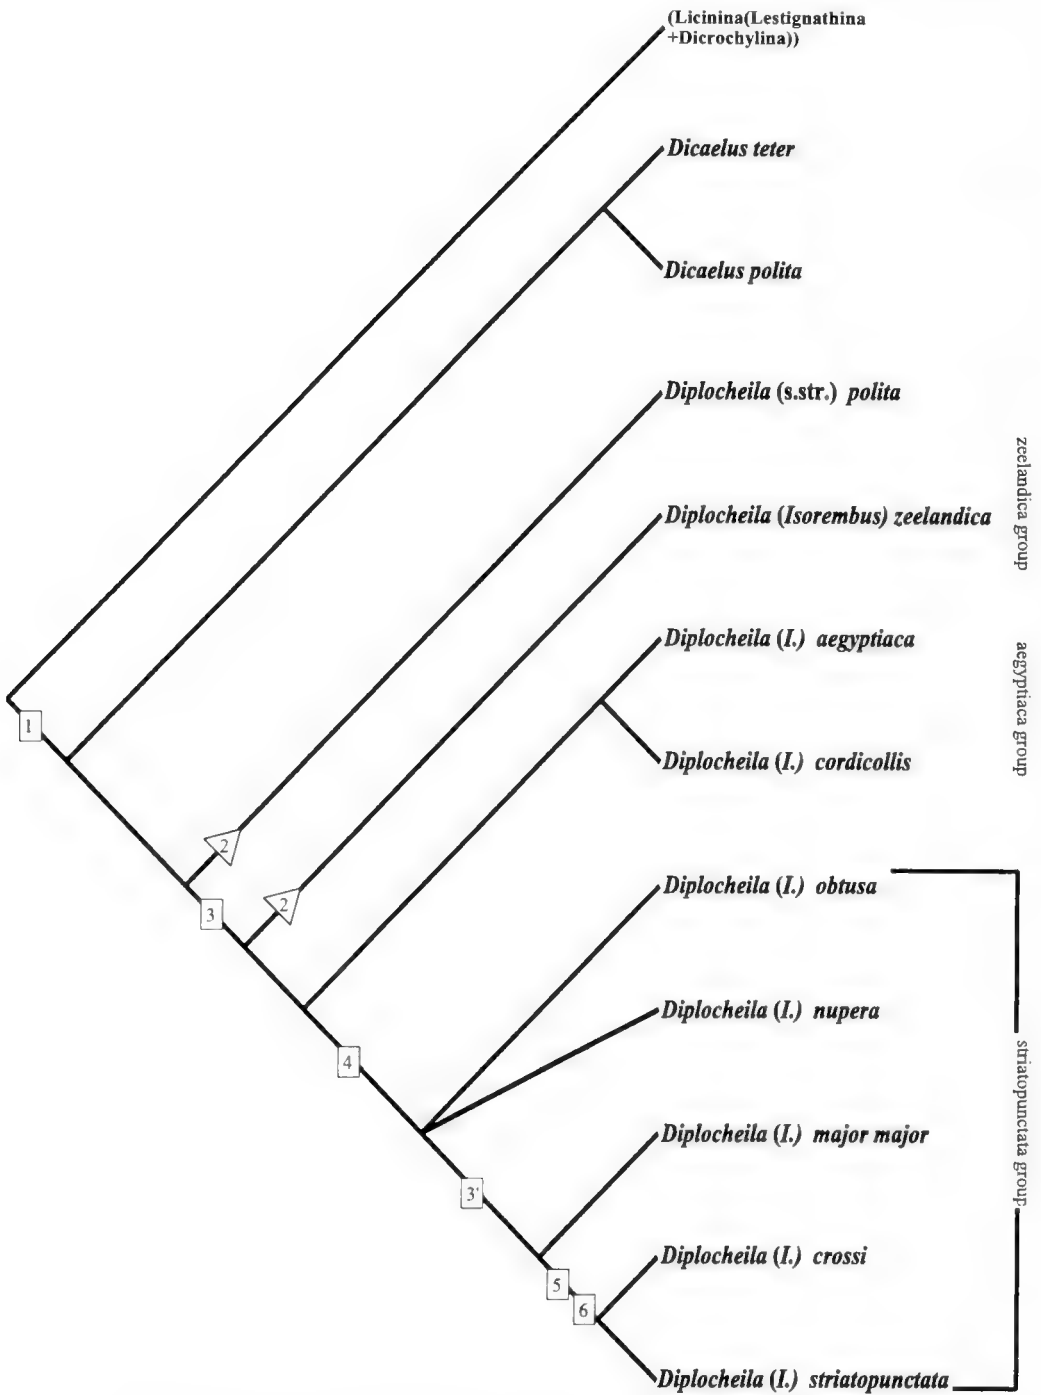 (Licinina(Lestignathina
+Dicrochylina))
Dicaelus teter
Dicaelus polita
Diplocheila (s.str.) polita
Diplocheila (Isorembus) zeelandica
zeelandica group
Diplocheila (I.) aegyptiaca
aegyptiaca group
Diplocheila (I.) cordicollis
1
2
3
2
Diplocheila (I.) obtusa
Diplocheila (I.) nupera
4
striatopunctata group
Diplocheila (I.) major major
3'
Diplocheila (I.) crossi
5
6
Diplocheila (I.) striatopunctata